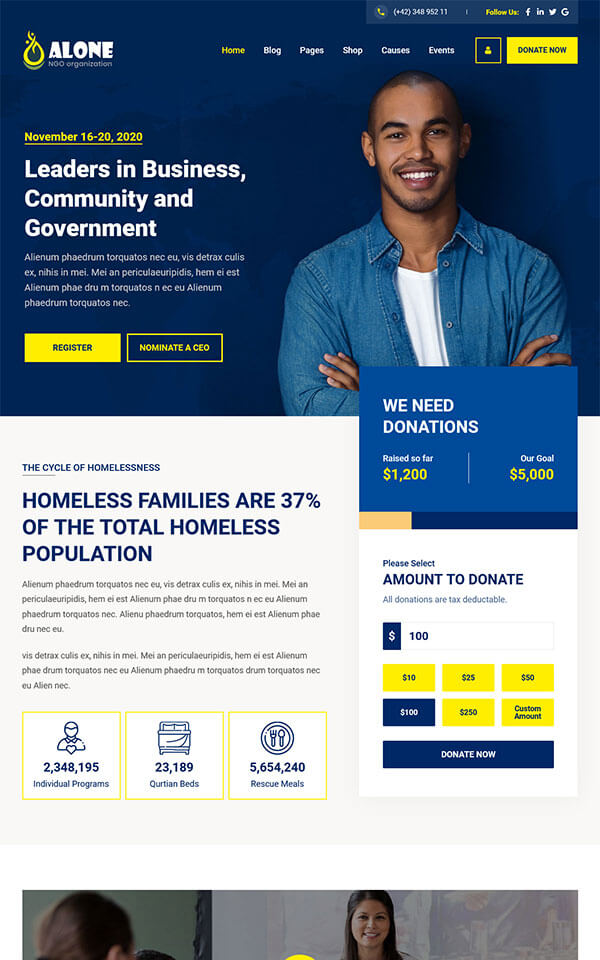 (+42) 348 952 11
Follow Us:
ALONE
NGO organization
Home Blog Pages Shop Causes Events DONATE NOW
November 16-20, 2020
Leaders in Business,
Community and
Government
Alienum phaedrum torquatos nec eu, vis detrax culis
ex, nihis in mei. Mei an periculaeuripidis, hem ei est
Alienum phae dru m torquatos n ec eu Alienum
phaedrum torquatos nec.
REGISTER NOMINATE A CEO
WE NEED
DONATIONS
Raised so far Our Goal
$1,200 $5,000
THE CYCLE OF HOMELESSNESS
HOMELESS FAMILIES ARE 37%
OF THE TOTAL HOMELESS
POPULATION
Alienum phaedrum torquatos nec eu, vis detrax culis ex, nihis in mei. Mei an
periculaeuripidis, hem ei est Alienum phae dru m torquatos n ec eu Alienum
phaedrum torquatos nec. Alienu phaedrum torquatos, hem ei est Alienum phae
dru nec eu.
vis detrax culis ex, nihis in mei. Mei an periculaeuripidis, hem ei est Alienum
phae drum torquatos nec eu Alienum phaedru m torquatos drum torquatos nec
eu Alien nec.
2,348,195
Individual Programs
23,189
Qurtian Beds
5,654,240
Rescue Meals
Please Select
AMOUNT TO DONATE
All donations are tax deductable.
$ 100
$10 $25 $50
$100 $250 Custom
Amount
DONATE NOW